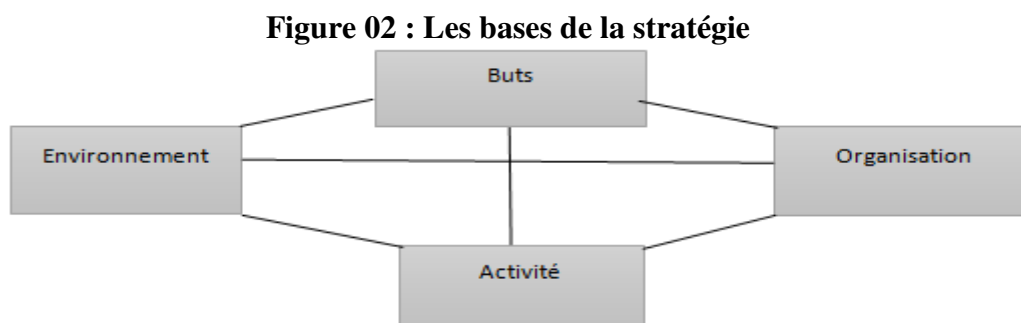 Figure 02 : Les bases de la stratégie
Buts
Environnement
Organisation
Activité